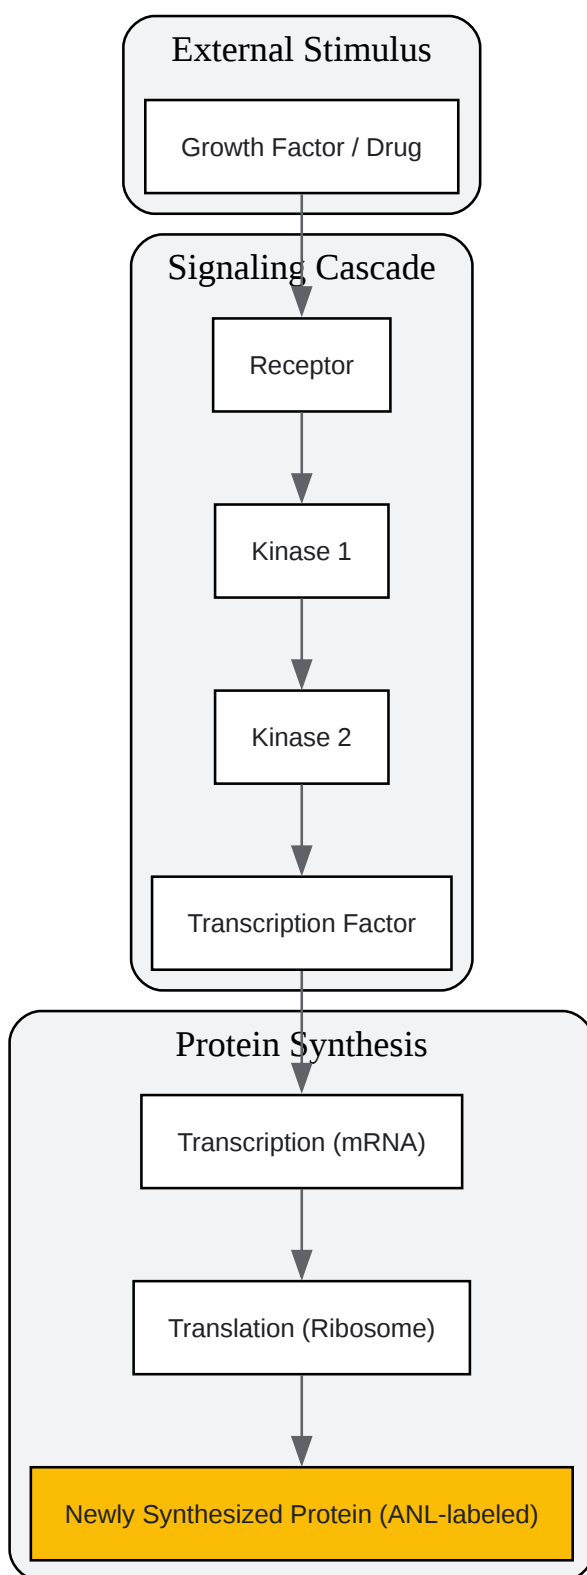 External Stimulus
Growth Factor / Drug
Signaling Cascade
Receptor
Kinase 1
Kinase 2
Transcription Factor
Protein Synthesis
Transcription (mRNA)
Translation (Ribosome)
Newly Synthesized Protein (ANL-labeled)